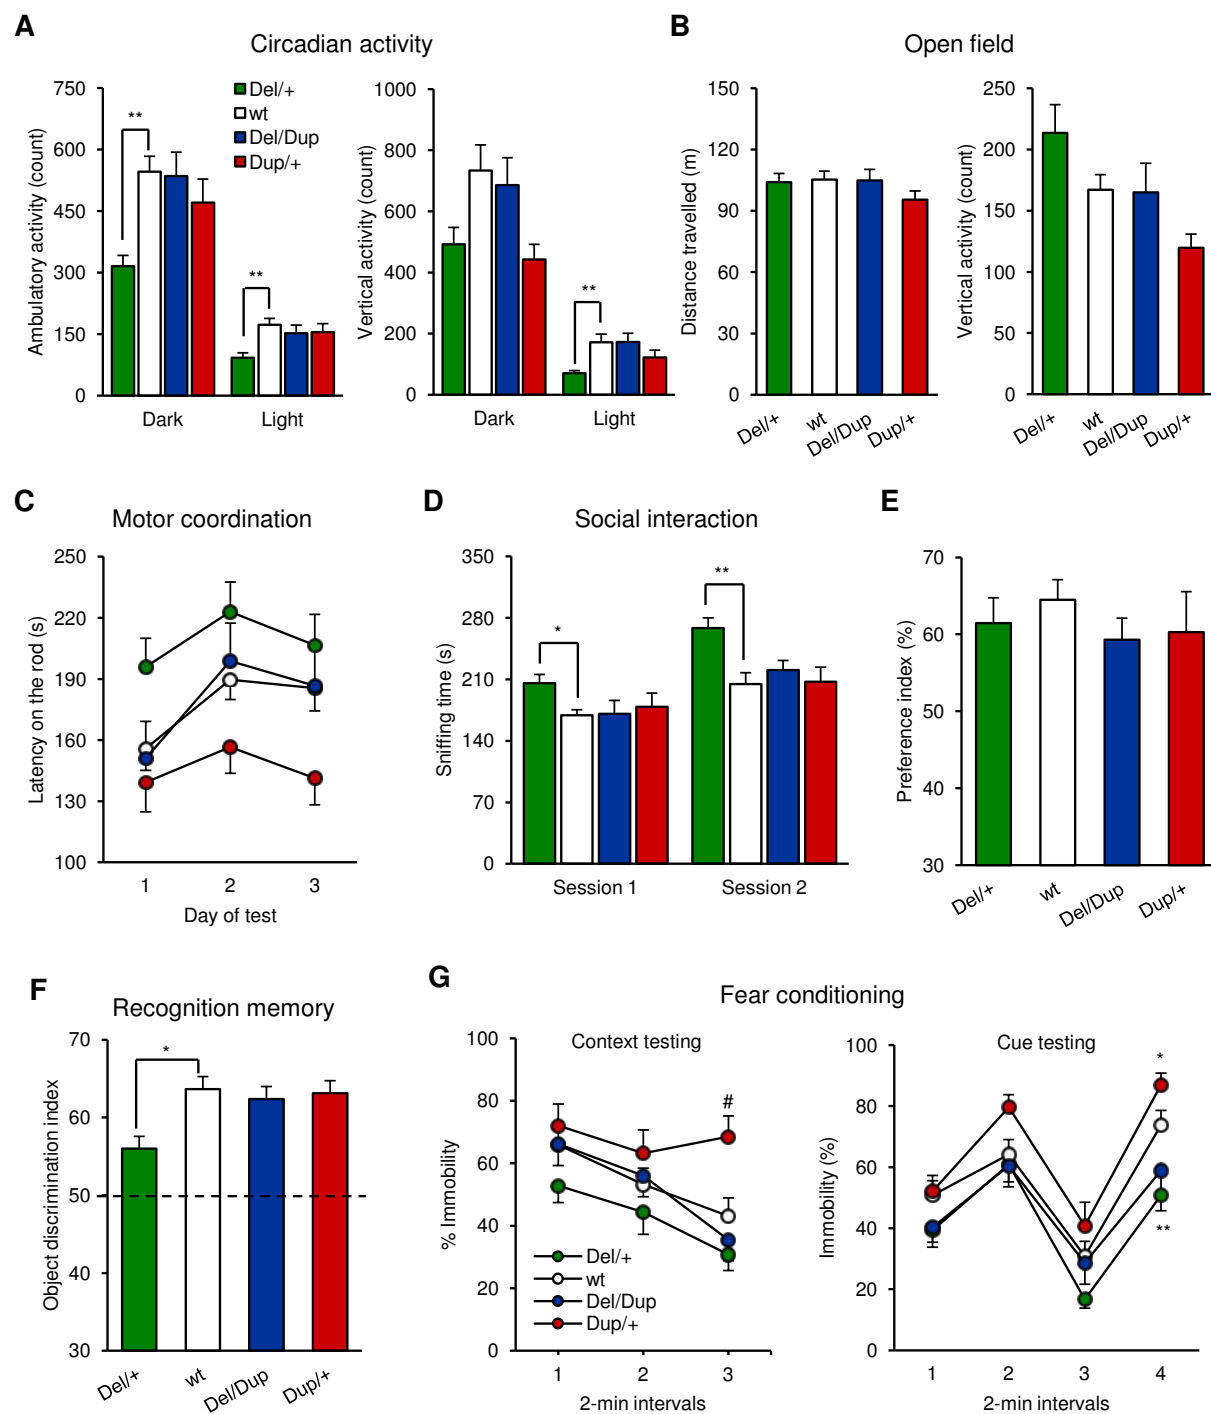 A
Circadian activity
Ambulatory activity (count)
750
600
450
300
150
0
**
**
Dark
Light
Del/+
wt
Del/Dup
Dup/+
Vertical activity (count)
1000
800
600
400
200
0
**
Dark
Light
B
Open field
Distance travelled (m)
150
120
90
60
30
0
Del/+
wt
Del/Dup
Dup/+
Vertical activity (count)
250
200
150
100
50
0
Del/+
wt
Del/Dup
Dup/+
C
Motor coordination
Latency on the rod (s)
250
220
190
160
130
100
1
2
3
Day of test
D
Social interaction
Sniffing time (s)
350
280
210
140
70
0
*
**
Session 1
Session 2
E
Preference index (%)
70
60
50
40
30
Del/+
wt
Del/Dup
Dup/+
F
Recognition memory
Object discrimination index
70
60
50
40
30
*
Del/+
wt
Del/Dup
Dup/+
G
Fear conditioning
Context testing
% Immobility
100
80
60
40
20
0
#
Del/+
wt
Del/Dup
Dup/+
1
2
3
2-min intervals
Cue testing
Immobility (%)
100
80
60
40
20
0
*
**
1
2
3
4
2-min intervals